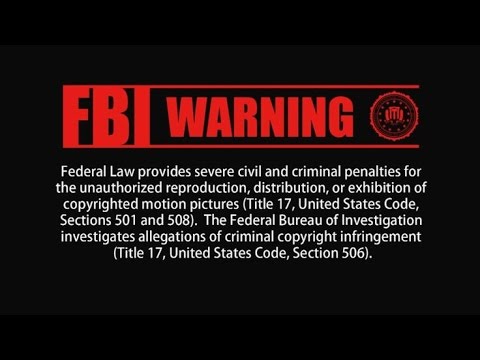 FBI WARNING
Federal Law provides severe civil and criminal penalties for
the unauthorized reproduction, distribution, or exhibition of
copyrighted motion pictures (Title 17, United States Code,
Sections 501 and 508).  The Federal Bureau of Investigation
investigates allegations of criminal copyright infringement
(Title 17, United States Code, Section 506).